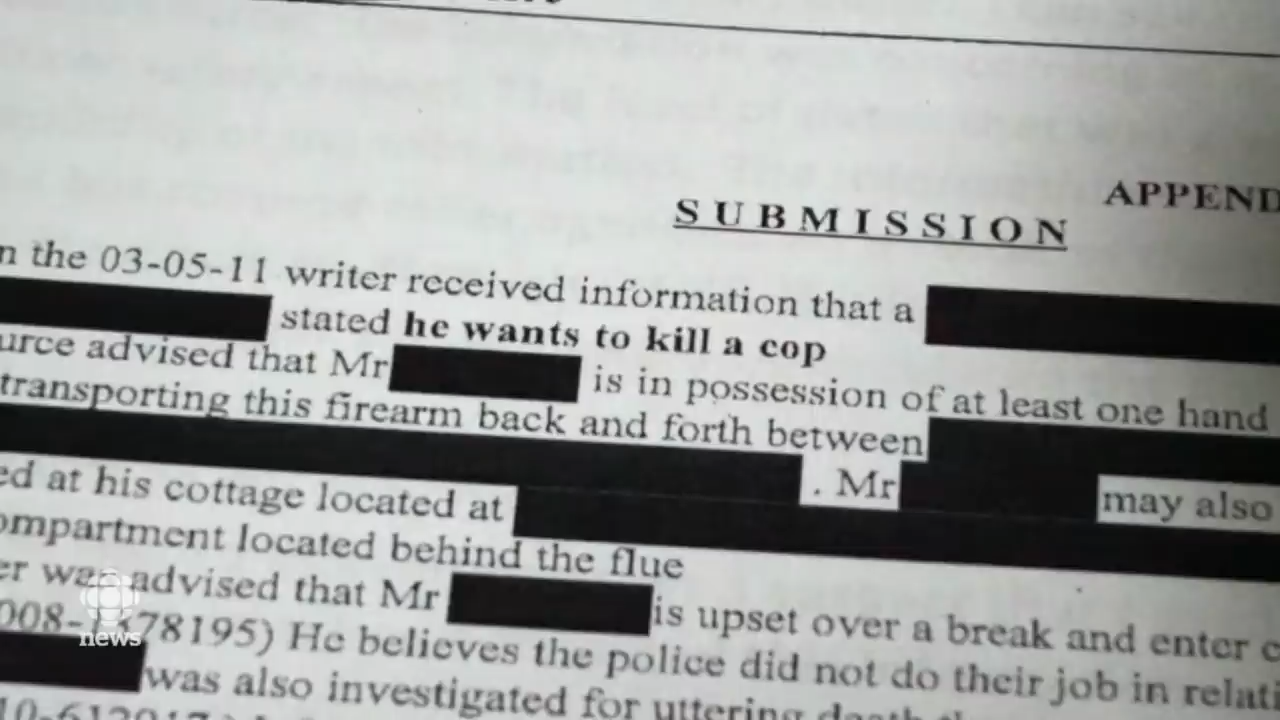 APPEND
SUBMISSION
n the 03-05-11 writer received information that a
stated he wants to kill a cop
urce advised that Mr is in possession of at least one hand
transporting this firearm back and forth between
. Mr may also
ed at his cottage located at
ompartment located behind the flue
er was advised that Mr is upset over a break and enter c
008- 78195) He believes the police did not do their job in relati
was also investigated for uttering death
news